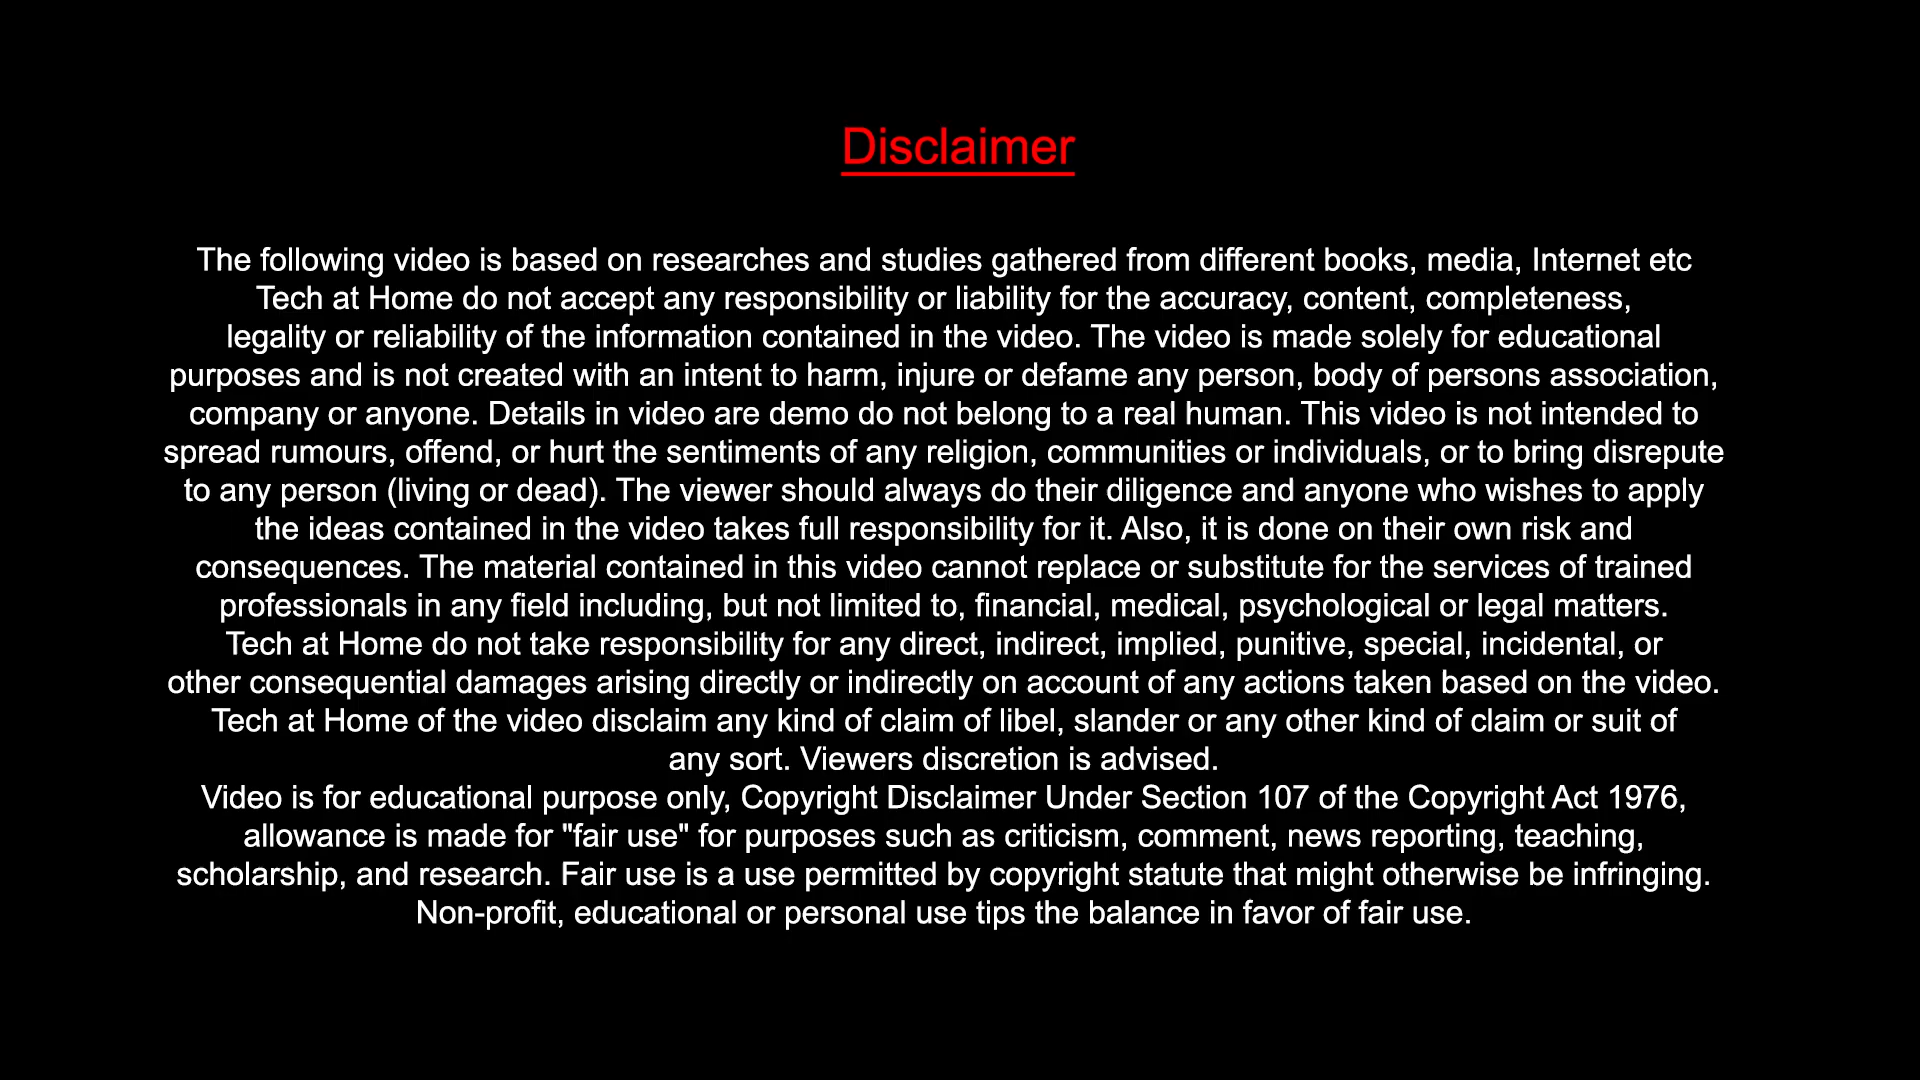 Disclaimer
The following video is based on researches and studies gathered from different books, media, Internet etc
Tech at Home do not accept any responsibility or liability for the accuracy, content, completeness,
legality or reliability of the information contained in the video. The video is made solely for educational
purposes and is not created with an intent to harm, injure or defame any person, body of persons association,
company or anyone. Details in video are demo do not belong to a real human. This video is not intended to
spread rumours, offend, or hurt the sentiments of any religion, communities or individuals, or to bring disrepute
to any person (living or dead). The viewer should always do their diligence and anyone who wishes to apply
the ideas contained in the video takes full responsibility for it. Also, it is done on their own risk and
consequences. The material contained in this video cannot replace or substitute for the services of trained
professionals in any field including, but not limited to, financial, medical, psychological or legal matters.
Tech at Home do not take responsibility for any direct, indirect, implied, punitive, special, incidental, or
other consequential damages arising directly or indirectly on account of any actions taken based on the video.
Tech at Home of the video disclaim any kind of claim of libel, slander or any other kind of claim or suit of
any sort. Viewers discretion is advised.
Video is for educational purpose only, Copyright Disclaimer Under Section 107 of the Copyright Act 1976,
allowance is made for "fair use" for purposes such as criticism, comment, news reporting, teaching,
scholarship, and research. Fair use is a use permitted by copyright statute that might otherwise be infringing.
Non-profit, educational or personal use tips the balance in favor of fair use.